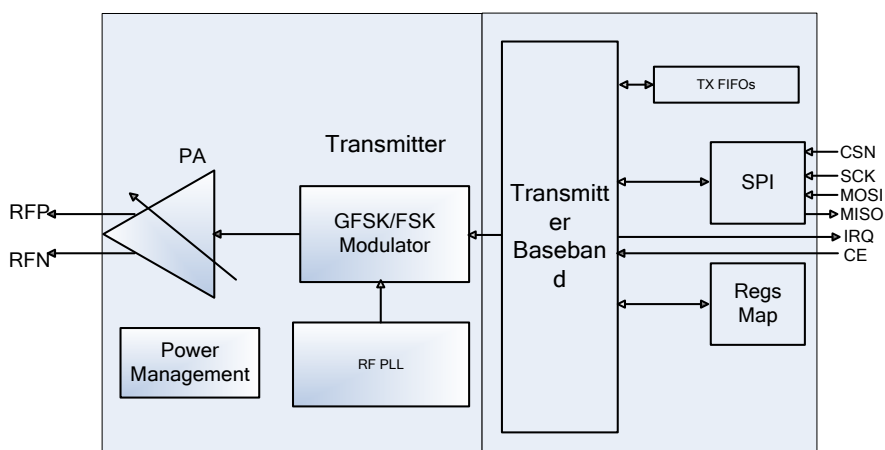 Transmitter
PA
RFP
RFN
GFSK/FSK
Modulator
Power
Management
RF PLL
Transmitt
er
Baseban
d
TX FIFOs
SPI
Regs
Map
CSN
SCK
MOSI
MISO
IRQ
CE